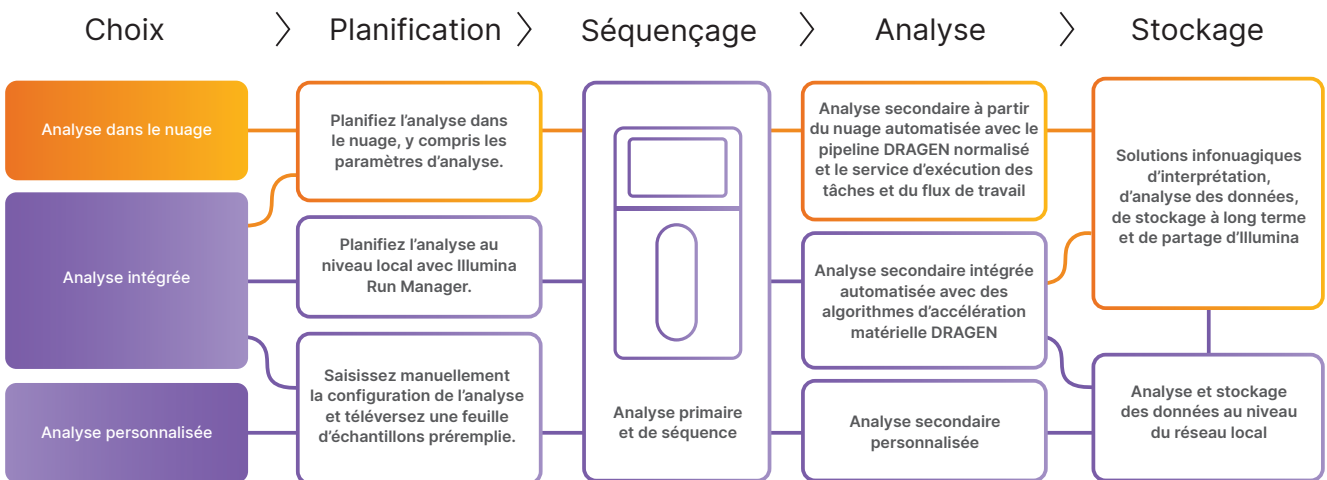 Choix
Planification
Séquençage
Analyse
Stockage
Analyse dans le nuage
Analyse intégrée
Analyse personnalisée
Planifiez l’analyse dans
le nuage, y compris les
paramètres d’analyse.
Planifiez l’analyse au
niveau local avec Illumina
Run Manager.
Saisissez manuellement
la configuration de l’analyse
et téléversez une feuille
d’échantillons préremplie.
Analyse primaire
et de séquence
Analyse secondaire à partir
du nuage automatisée avec le
pipeline DRAGEN normalisé
et le service d’exécution des
tâches et du flux de travail
Analyse secondaire intégrée
automatisée avec des
algorithmes d’accélération
matérielle DRAGEN
Analyse secondaire
personnalisée
Solutions infonuagiques
d’interprétation,
d’analyse des données,
de stockage à long terme
et de partage d’Illumina
Analyse et stockage
des données au niveau
du réseau local